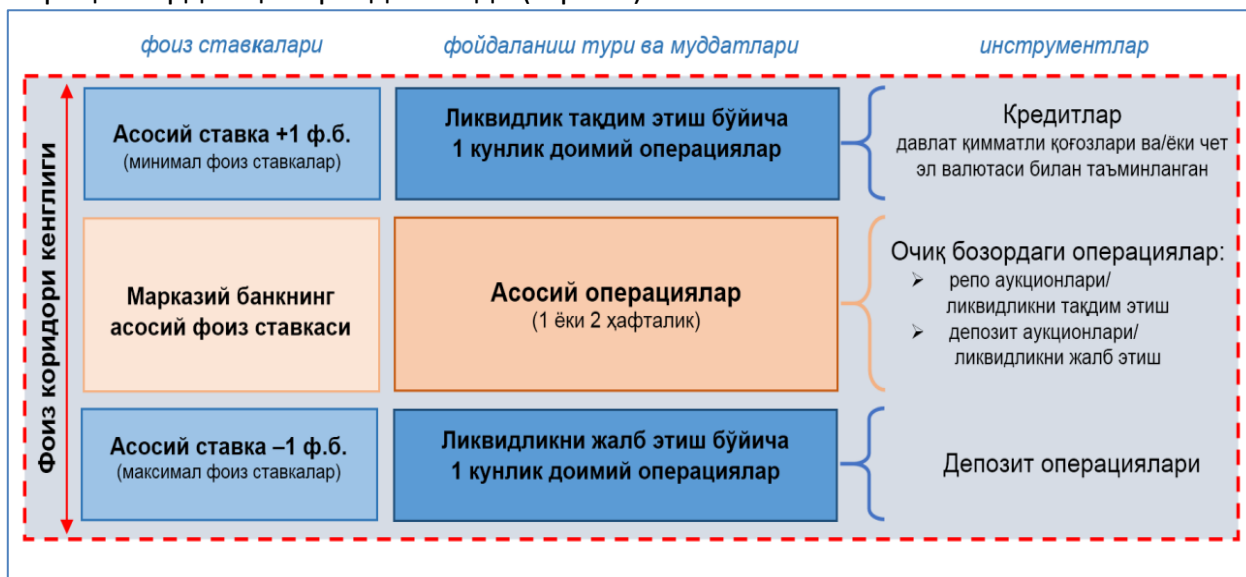 фоиз ставкалари
фойдаланиш тури ва муддатлари
инструментлар
Фоиз коридори кенглиги
Асосий ставка +1 ф.б.
(минимал фоиз ставкалар)
Ликвидлик тақдим этиш бўйича
1 кунлик доимий операциялар
Кредитлар
давлат қимматли қоғозлари ва/ёки чет
эл валютаси билан таъминланган
Марказий банкнинг
асосий фоиз ставкаси
Асосий операциялар
(1 ёки 2 ҳафталик)
Очиқ бозордаги операциялар:
➢ репо аукционлари/
ликвидликни тақдим этиш
➢ депозит аукционлари/
ликвидликни жалб этиш
Асосий ставка –1 ф.б.
(максимал фоиз ставкалар)
Ликвидликни жалб этиш бўйича
1 кунлик доимий операциялар
Депозит операциялари